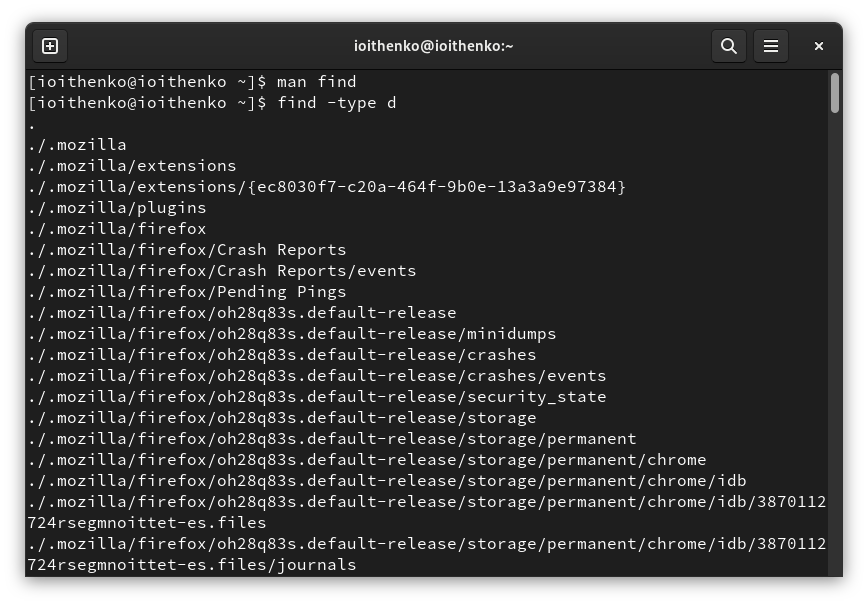 ioithenko@ioithenko:~
[ioithenko@ioithenko ~]$ man find
[ioithenko@ioithenko ~]$ find -type d
.
./.mozilla
./.mozilla/extensions
./.mozilla/extensions/{ec8030f7-c20a-464f-9b0e-13a3a9e97384}
./.mozilla/plugins
./.mozilla/firefox
./.mozilla/firefox/Crash Reports
./.mozilla/firefox/Crash Reports/events
./.mozilla/firefox/Pending Pings
./.mozilla/firefox/oh28q83s.default-release
./.mozilla/firefox/oh28q83s.default-release/minidumps
./.mozilla/firefox/oh28q83s.default-release/crashes
./.mozilla/firefox/oh28q83s.default-release/crashes/events
./.mozilla/firefox/oh28q83s.default-release/security_state
./.mozilla/firefox/oh28q83s.default-release/storage
./.mozilla/firefox/oh28q83s.default-release/storage/permanent
./.mozilla/firefox/oh28q83s.default-release/storage/permanent/chrome
./.mozilla/firefox/oh28q83s.default-release/storage/permanent/chrome/idb
./.mozilla/firefox/oh28q83s.default-release/storage/permanent/chrome/idb/3870112
724rsegmnoittet-es.files
./.mozilla/firefox/oh28q83s.default-release/storage/permanent/chrome/idb/3870112
724rsegmnoittet-es.files/journals